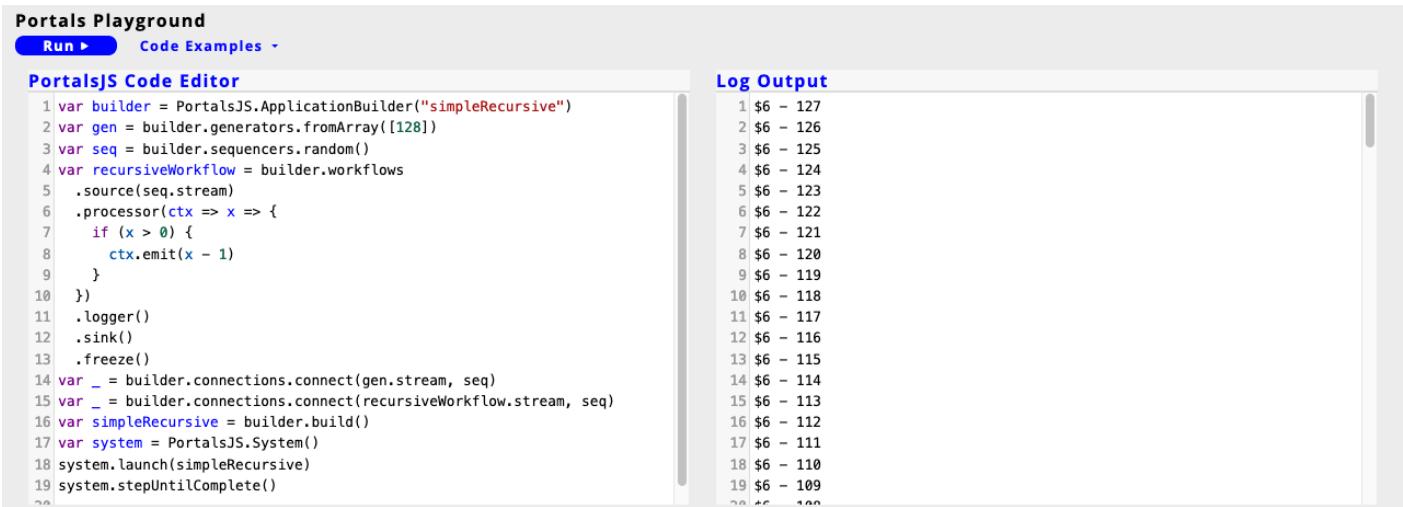 Portals Playground
Run ▸ Code Examples
PortalsJS Code Editor
1 var builder = PortalsJS.ApplicationBuilder("simpleRecursive")
2 var gen = builder.generators.fromArray([128])
3 var seq = builder.sequencers.random()
4 var recursiveWorkflow = builder.workflows
5   .source(seq.stream)
6   .processor(ctx => x => {
7     if (x > 0) {
8       ctx.emit(x - 1)
9     }
10   })
11   .logger()
12   .sink()
13   .freeze()
14 var _ = builder.connections.connect(gen.stream, seq)
15 var _ = builder.connections.connect(recursiveWorkflow.stream, seq)
16 var simpleRecursive = builder.build()
17 var system = PortalsJS.System()
18 system.launch(simpleRecursive)
19 system.stepUntilComplete()
20
Log Output
1 $6 - 127
2 $6 - 126
3 $6 - 125
4 $6 - 124
5 $6 - 123
6 $6 - 122
7 $6 - 121
8 $6 - 120
9 $6 - 119
10 $6 - 118
11 $6 - 117
12 $6 - 116
13 $6 - 115
14 $6 - 114
15 $6 - 113
16 $6 - 112
17 $6 - 111
18 $6 - 110
19 $6 - 109
20 $6 - 108